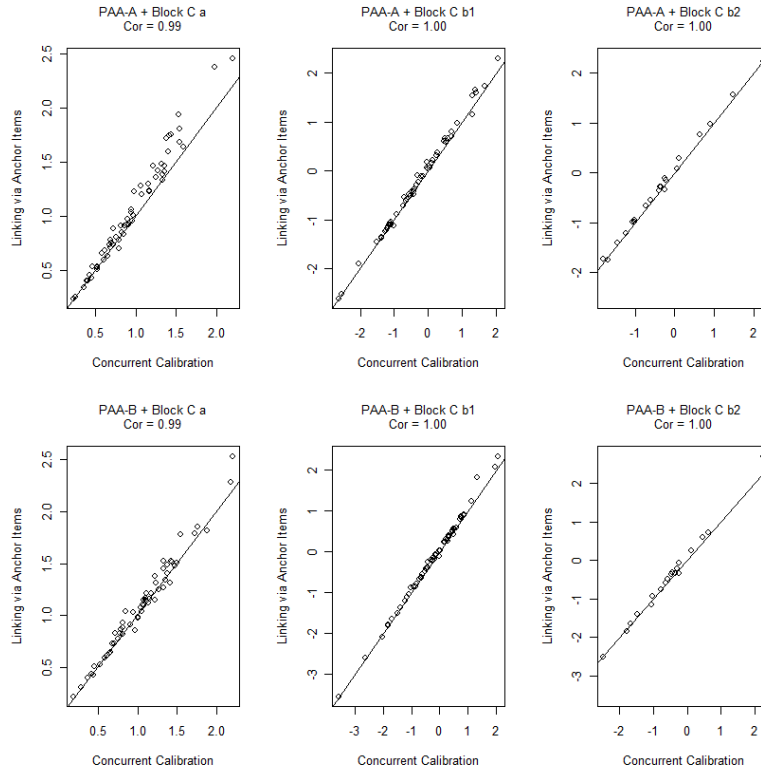 PAA-A + Block C a
Cor = 0.99
Linking via Anchor Items
2.5
2.0
1.5
1.0
0.5
0.5 1.0 1.5 2.0
Concurrent Calibration
PAA-A + Block C b1
Cor = 1.00
Linking via Anchor Items
2
1
0
-1
-2
-2 -1 0 1 2
Concurrent Calibration
PAA-A + Block C b2
Cor = 1.00
Linking via Anchor Items
2
1
0
-1
-2
-1 0 1 2
Concurrent Calibration
PAA-B + Block C a
Cor = 0.99
Linking via Anchor Items
2.5
2.0
1.5
1.0
0.5
0.5 1.0 1.5 2.0
Concurrent Calibration
PAA-B + Block C b1
Cor = 1.00
Linking via Anchor Items
2
1
0
-1
-2
-3
-3 -2 -1 0 1 2
Concurrent Calibration
PAA-B + Block C b2
Cor = 1.00
Linking via Anchor Items
2
1
0
-1
-2
-3
-2 -1 0 1 2
Concurrent Calibration